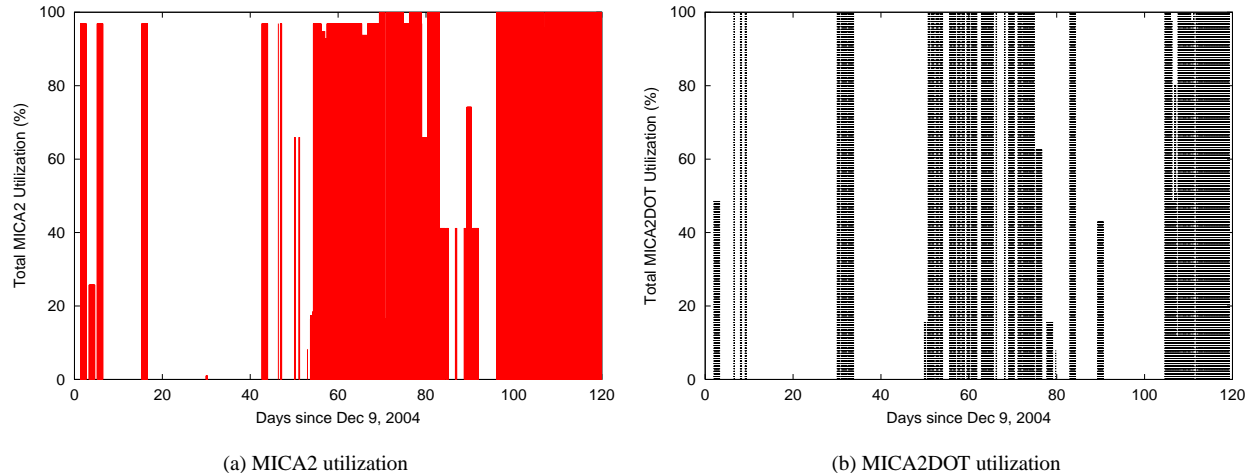 Total MICA2 Utilization (%)
100
80
60
40
20
0
0 20 40 60 80 100 120
Days since Dec 9, 2004
(a) MICA2 utilization
Total MICA2DOT Utilization (%)
100
80
60
40
20
0
0 20 40 60 80 100 120
Days since Dec 9, 2004
(b) MICA2DOT utilization